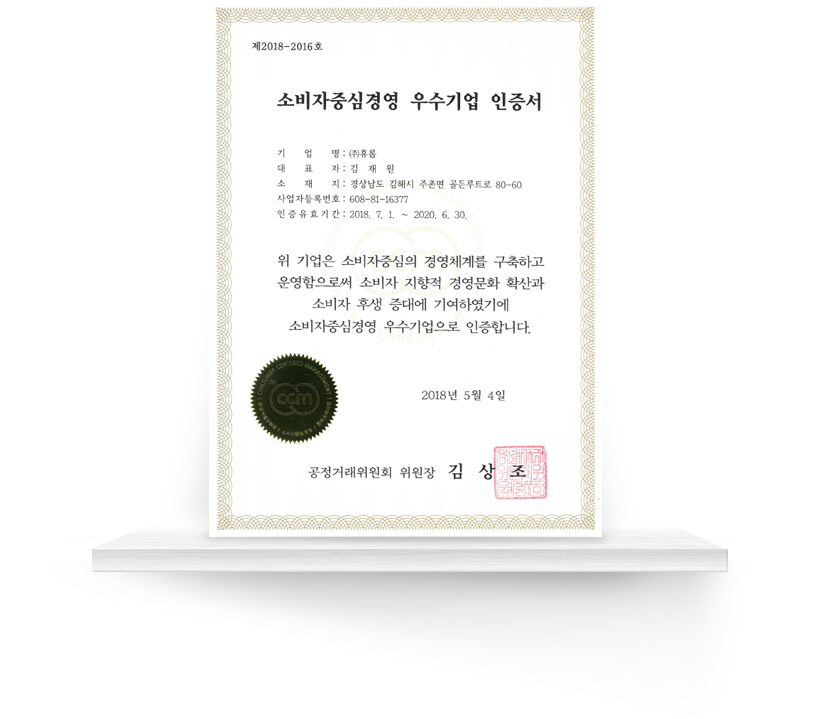 제2018-2016호
소비자중심경영 우수기업 인증서
기 업 명 : ㈜휴롬
대 표 자 : 김 재 원
소 재 지 : 경상남도 김해시 주촌면 골든루트로 80-60
사업자등록번호 : 608-81-16377
인증유효기간 : 2018. 7. 1. ~ 2020. 6. 30.
위 기업은 소비자중심의 경영체계를 구축하고
운영함으로써 소비자 지향적 경영문화 확산과
소비자 후생 증대에 기여하였기에
소비자중심경영 우수기업으로 인증합니다.
2018년 5월 4일
ccm
공정거래위원회 위원장 김 상 조